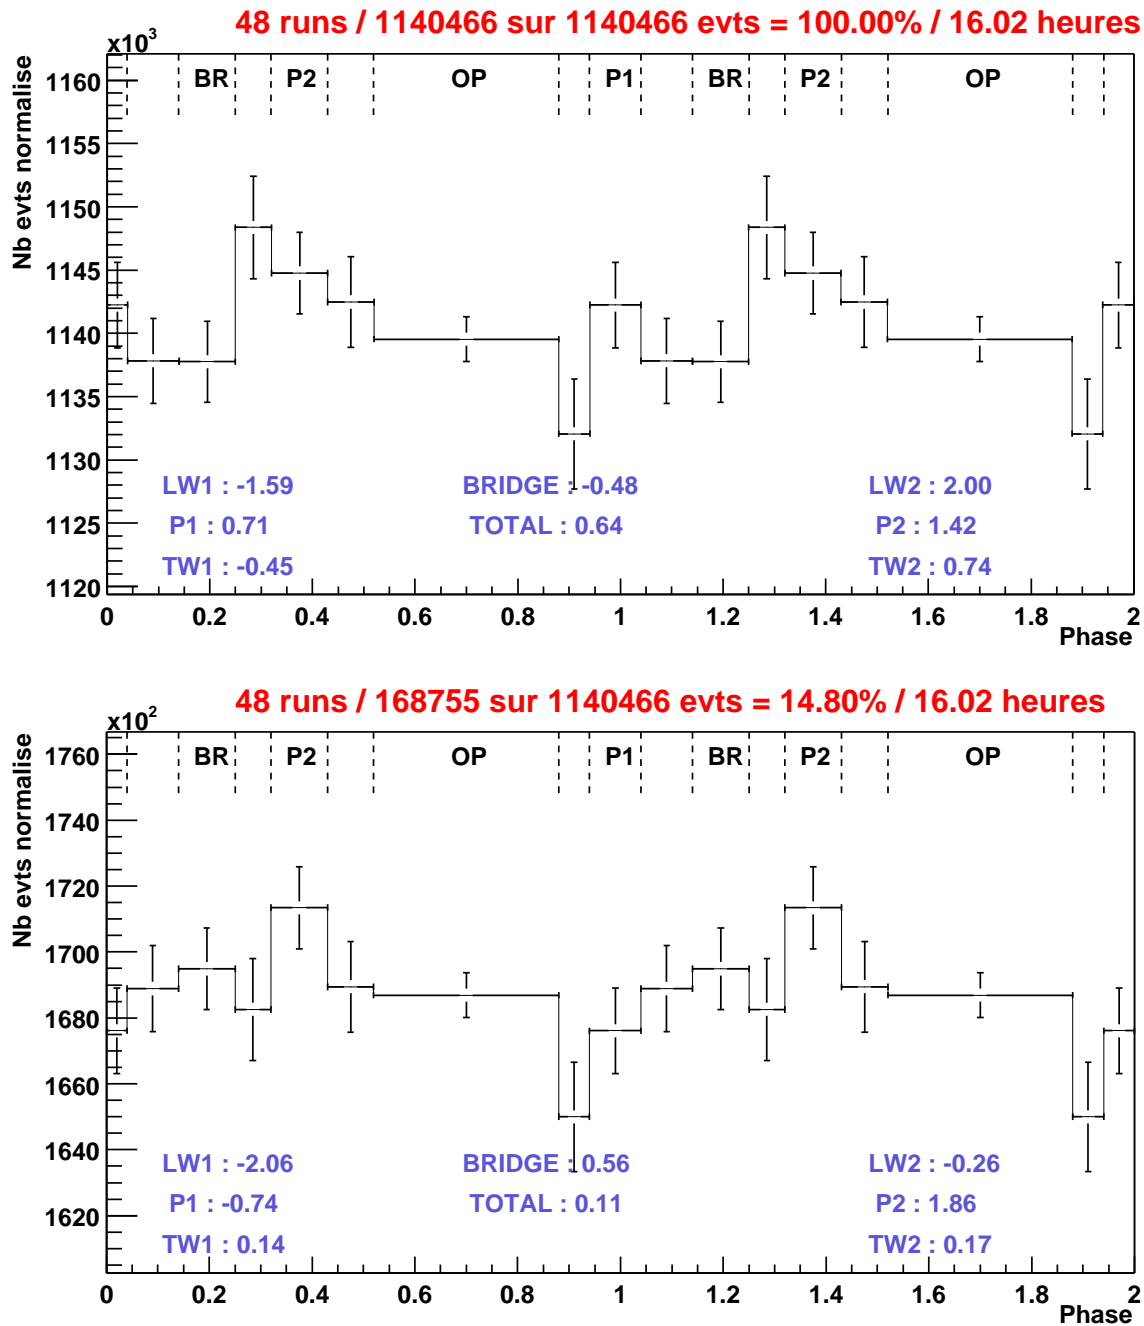 48 runs / 1140466 sur 1140466 evts = 100.00% / 16.02 heures
x10^3
Nb evts normalise
BR P2 OP P1 BR P2 OP
1160
1155
1150
1145
1140
1135
1130
1125
1120
LW1 : -1.59 BRIDGE : -0.48 LW2 : 2.00
P1 : 0.71 TOTAL : 0.64 P2 : 1.42
TW1 : -0.45 TW2 : 0.74
0 0.2 0.4 0.6 0.8 1 1.2 1.4 1.6 1.8 2
Phase
48 runs / 168755 sur 1140466 evts = 14.80% / 16.02 heures
x10^2
Nb evts normalise
BR P2 OP P1 BR P2 OP
1760
1740
1720
1700
1680
1660
1640
1620
LW1 : -2.06 BRIDGE : 0.56 LW2 : -0.26
P1 : -0.74 TOTAL : 0.11 P2 : 1.86
TW1 : 0.14 TW2 : 0.17
0 0.2 0.4 0.6 0.8 1 1.2 1.4 1.6 1.8 2
Phase